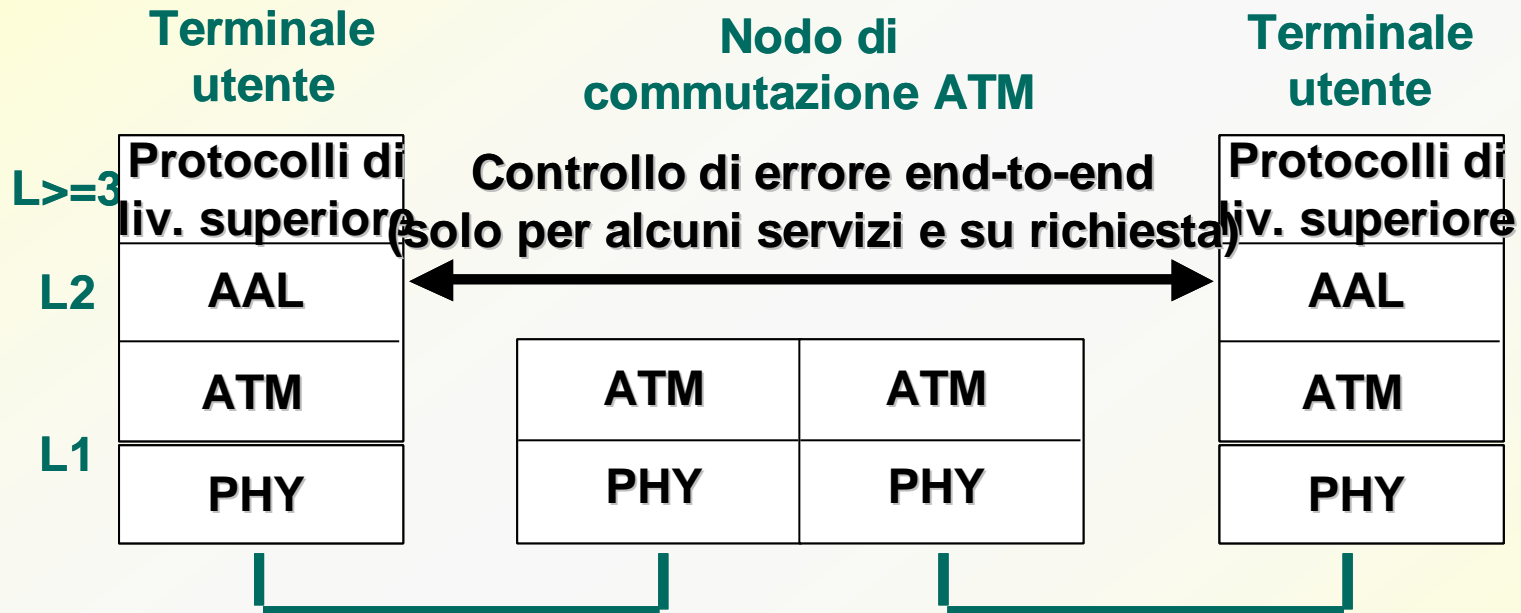 Terminale
utente
Nodo di
commutazione ATM
Terminale
utente
L>=3
Protocolli di
liv. superiore
Controllo di errore end-to-end
(solo per alcuni servizi e su richiesta)
Protocolli di
liv. superiore
L2
AAL
AAL
ATM
ATM
ATM
ATM
L1
PHY
PHY
PHY
PHY